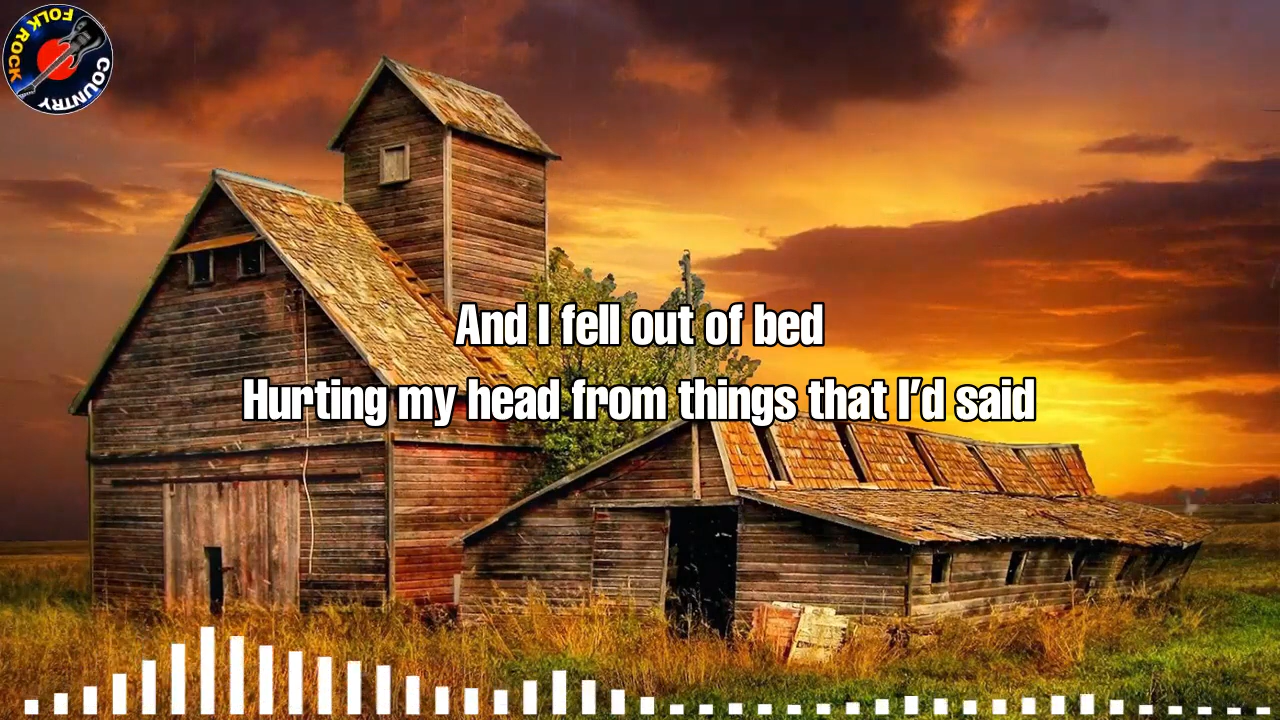 FOLK ROCK
COUNTRY
And I fell out of bed
Hurting my head from things that I'd said